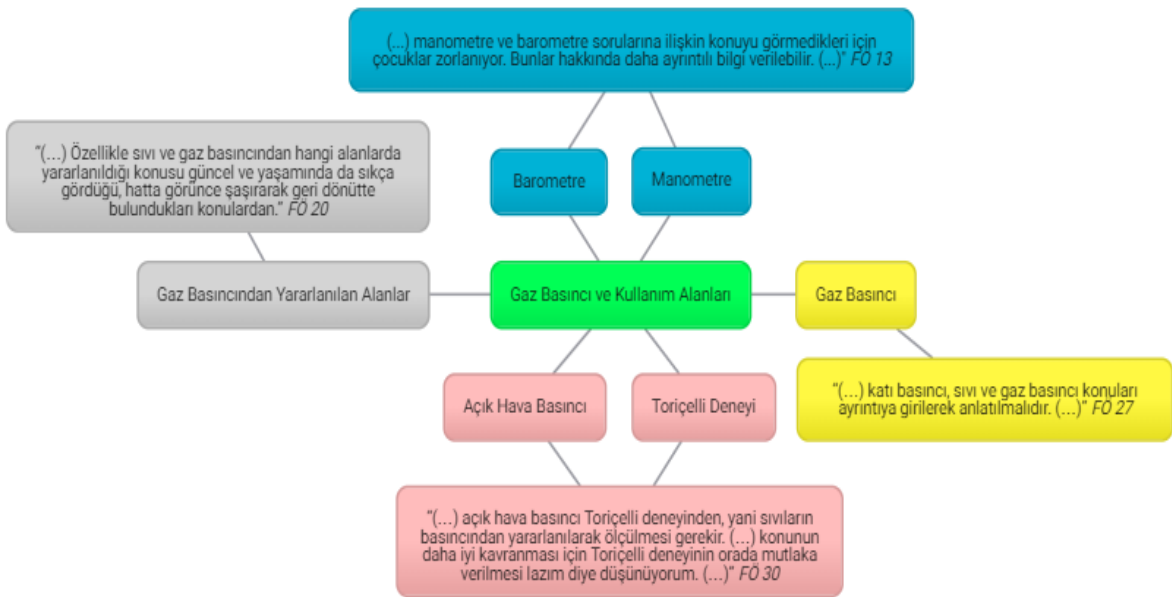 (...) manometre ve barometre sorularına ilişkin konuyu görmedikleri için
çocuklar zorlanıyor. Bunlar hakkında daha ayrıntılı bilgi verilebilir. (...)" FÖ 13
"(...) Özellikle sıvı ve gaz basıncından hangi alanlarda
yararlanıldığı konusu güncel ve yaşamında da sıkça
gördüğü, hatta görünce şaşırarak geri dönütte
bulundukları konulardan." FÖ 20
Barometre
Manometre
Gaz Basıncından Yararlanılan Alanlar
Gaz Basıncı ve Kullanım Alanları
Gaz Basıncı
Açık Hava Basıncı
Toriçelli Deneyi
"(...) katı basıncı, sıvı ve gaz basıncı konuları
ayrıntıya girilerek anlatılmalıdır. (...)" FÖ 27
"(...) açık hava basıncı Toriçelli deneyinden, yani sıvıların
basıncından yararlanılarak ölçülmesi gerekir. (...) konunun
daha iyi kavranması için Toriçelli deneyinin orada mutlaka
verilmesi lazım diye düşünüyorum. (...)" FÖ 30